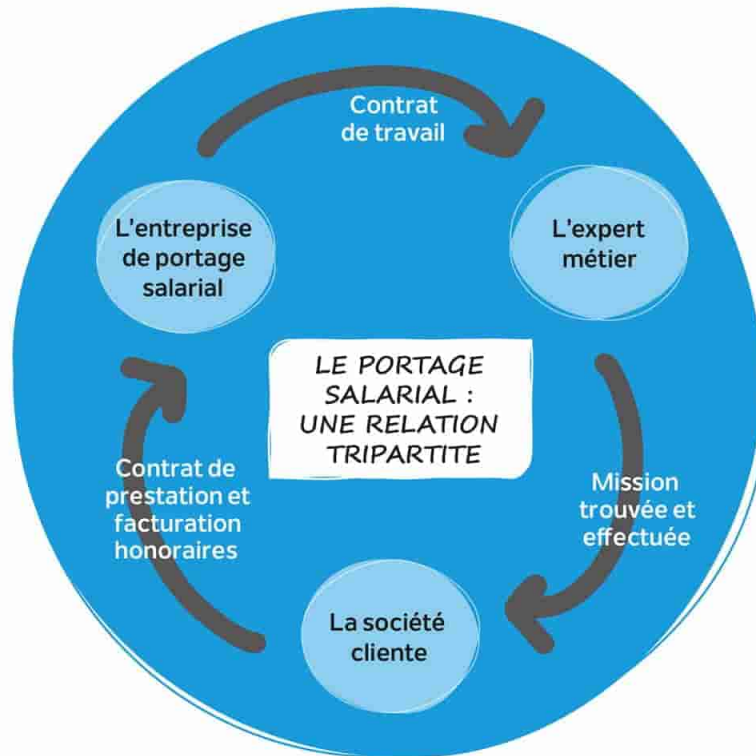 Contrat
de travail
L'entreprise
de portage
salarial
L'expert
métier
LE PORTAGE
SALARIAL :
UNE RELATION
TRIPARTITE
Contrat de
prestation et
facturation
honoraires
Mission
trouvée et
effectuée
La société
cliente